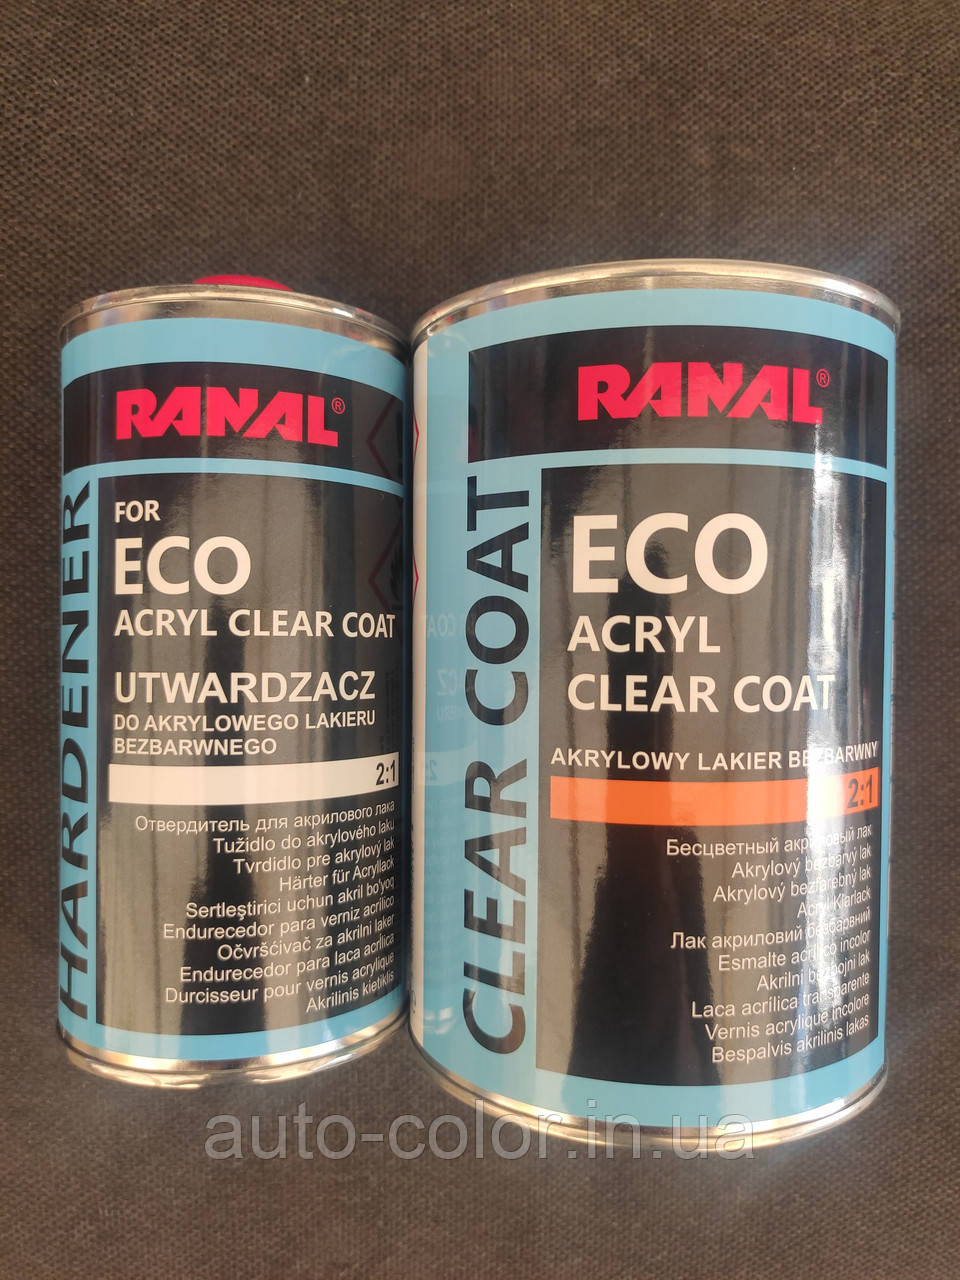 RANAL®
HARDENER
FOR
ECO
ACRYL CLEAR COAT
UTWARDZACZ
DO AKRYLOWEGO LAKIERU
BEZBARWNEGO
2:1
Отвердитель для акрилового лака
Tužidlo do akrylového laku
Tvrdidlo pre akrylový lak
Härter für Acryllack
Sertleştirici uchun akril bo'yoq
Endurecedor para verniz acrílico
Očvršćivač za akrilni laker
Endurecedor para laca acrílica
Durcisseur pour vernis acrylique
Akrilinis kietiklis
RANAL®
CLEAR COAT
ECO
ACRYL
CLEAR COAT
AKRYLOWY LAKIER BEZBARWNY
2:1
Бесцветный акриловый лак
Akrylový bezbarvý lak
Akrylový bezfarebný lak
Acryl-Klarlack
Лак акриловий безбарвний
Esmalte acrílico incolor
Akrilni bezbojni lak
Laca acrílica transparente
Vernis acrylique incolore
Bespalvis akrilinis lakas
auto-color.in.ua